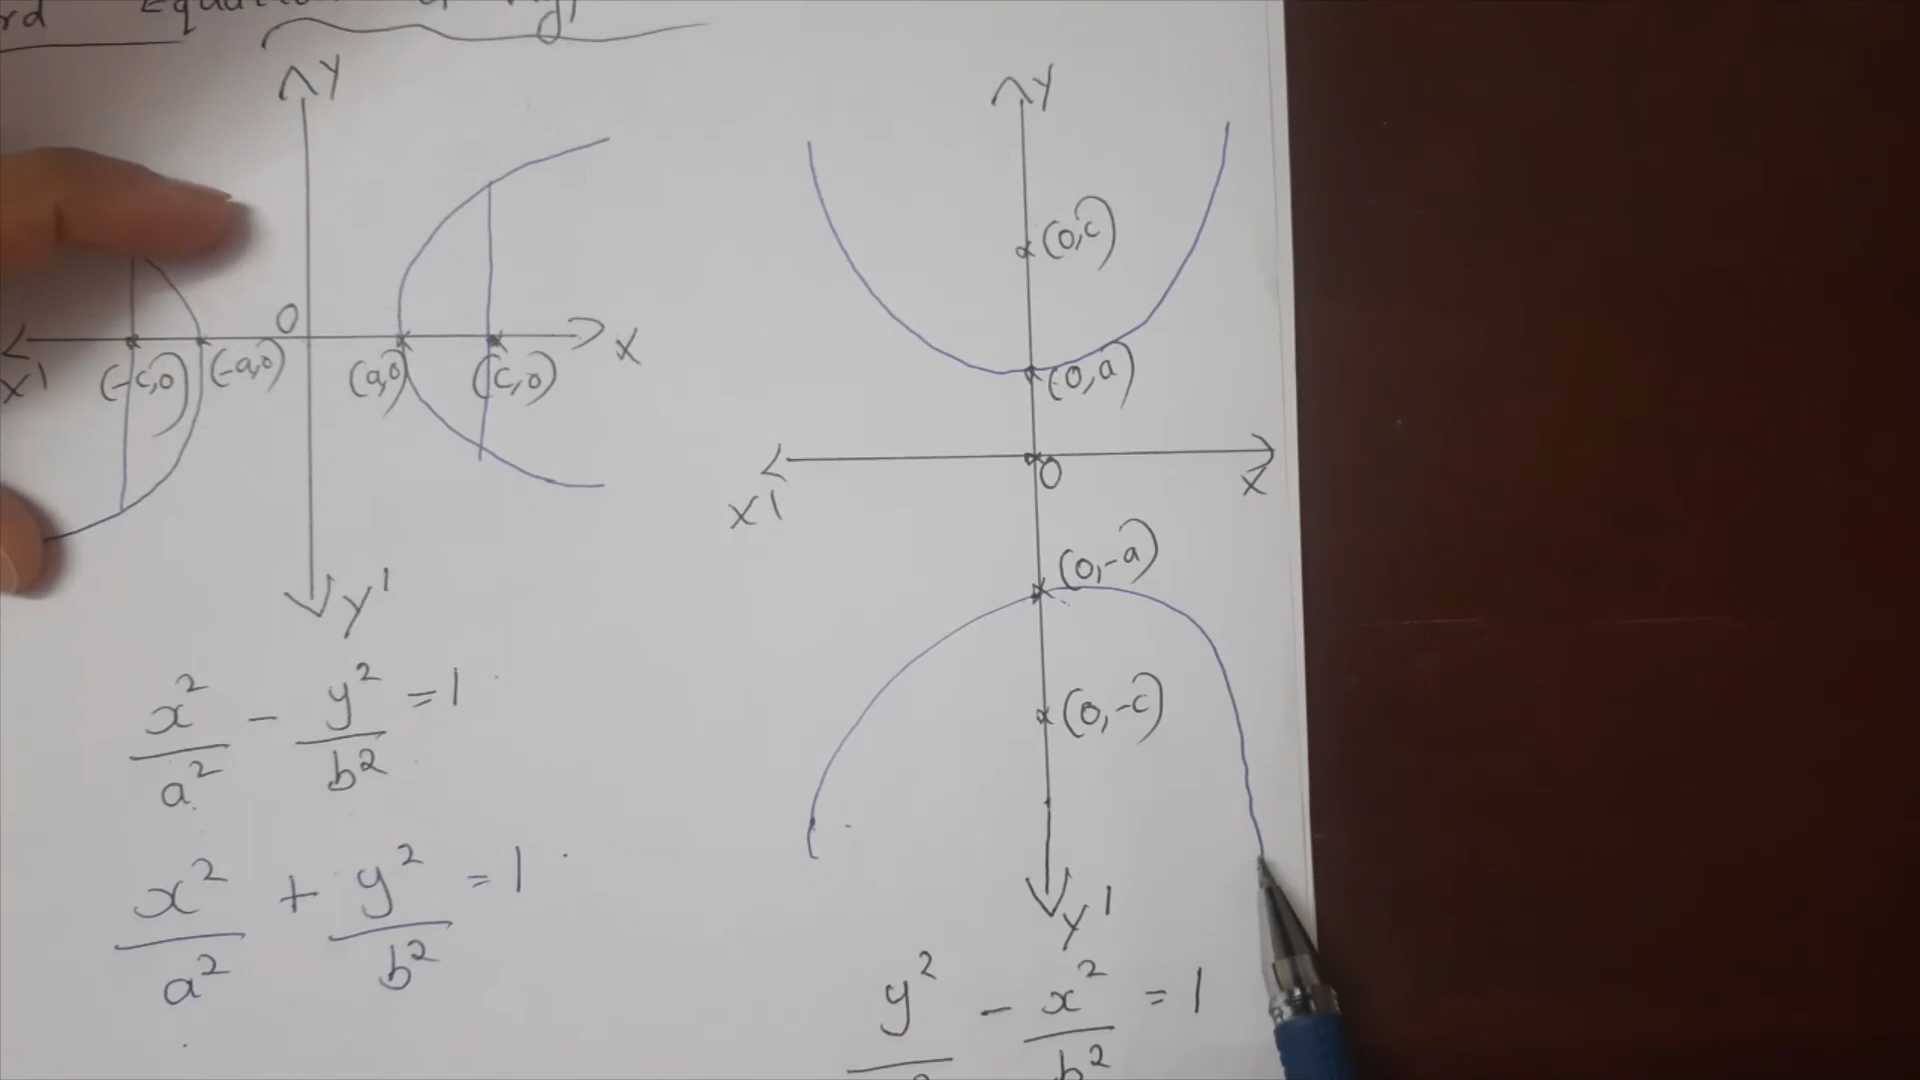 Y
0
X
X'
(-c,0)
(-a,0)
(a,0)
(c,0)
Y'
x²/a² - y²/b² = 1
x²/a² + y²/b² = 1
Y
(0,c)
(0,a)
0
X
X'
(0,-a)
(0,-c)
Y'
y² - x²/b² = 1